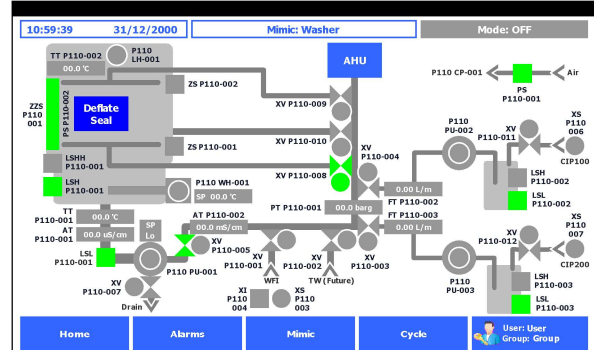 10:59:39 31/12/2000 Mimic: Washer Mode: OFF
TT P110-002
00.0 °C
P110
LH-001
AHU
ZZS
P110
001
PS P110-002
Deflate
Seal
ZS P110-002
XV P110-009
ZS P110-001
XV P110-010
XV P110-008
LSHH
P110-001
LSH
P110-001
P110 WH-001
SP 00.0 °C
XV
P110-004
PT P110-001
00.0 barg
TT
P110-001
00.0 °C
AT
P110-001
00.0 uS/cm
SP
Lo
AT P110-002
00.0 mS/cm
LSL
P110-001
P110 PU-001
XV
P110-005
XV
P110-007
Drain
XV
P110-001
WFI
XV
P110-002
TW (Future)
XV
P110-003
XI
P110
004
XS
P110
003
P110 CP-001
Air
PS
P110-001
P110
PU-002
0.00 L/m
FT P110-002
FT P110-003
0.00 L/m
XV
P110-011
XS
P110
006
CIP100
LSH
P110-002
LSL
P110-002
P110
PU-003
XV
P110-012
XS
P110
007
CIP200
LSH
P110-003
LSL
P110-003
Home Alarms Mimic Cycle
User: User
Group: Group